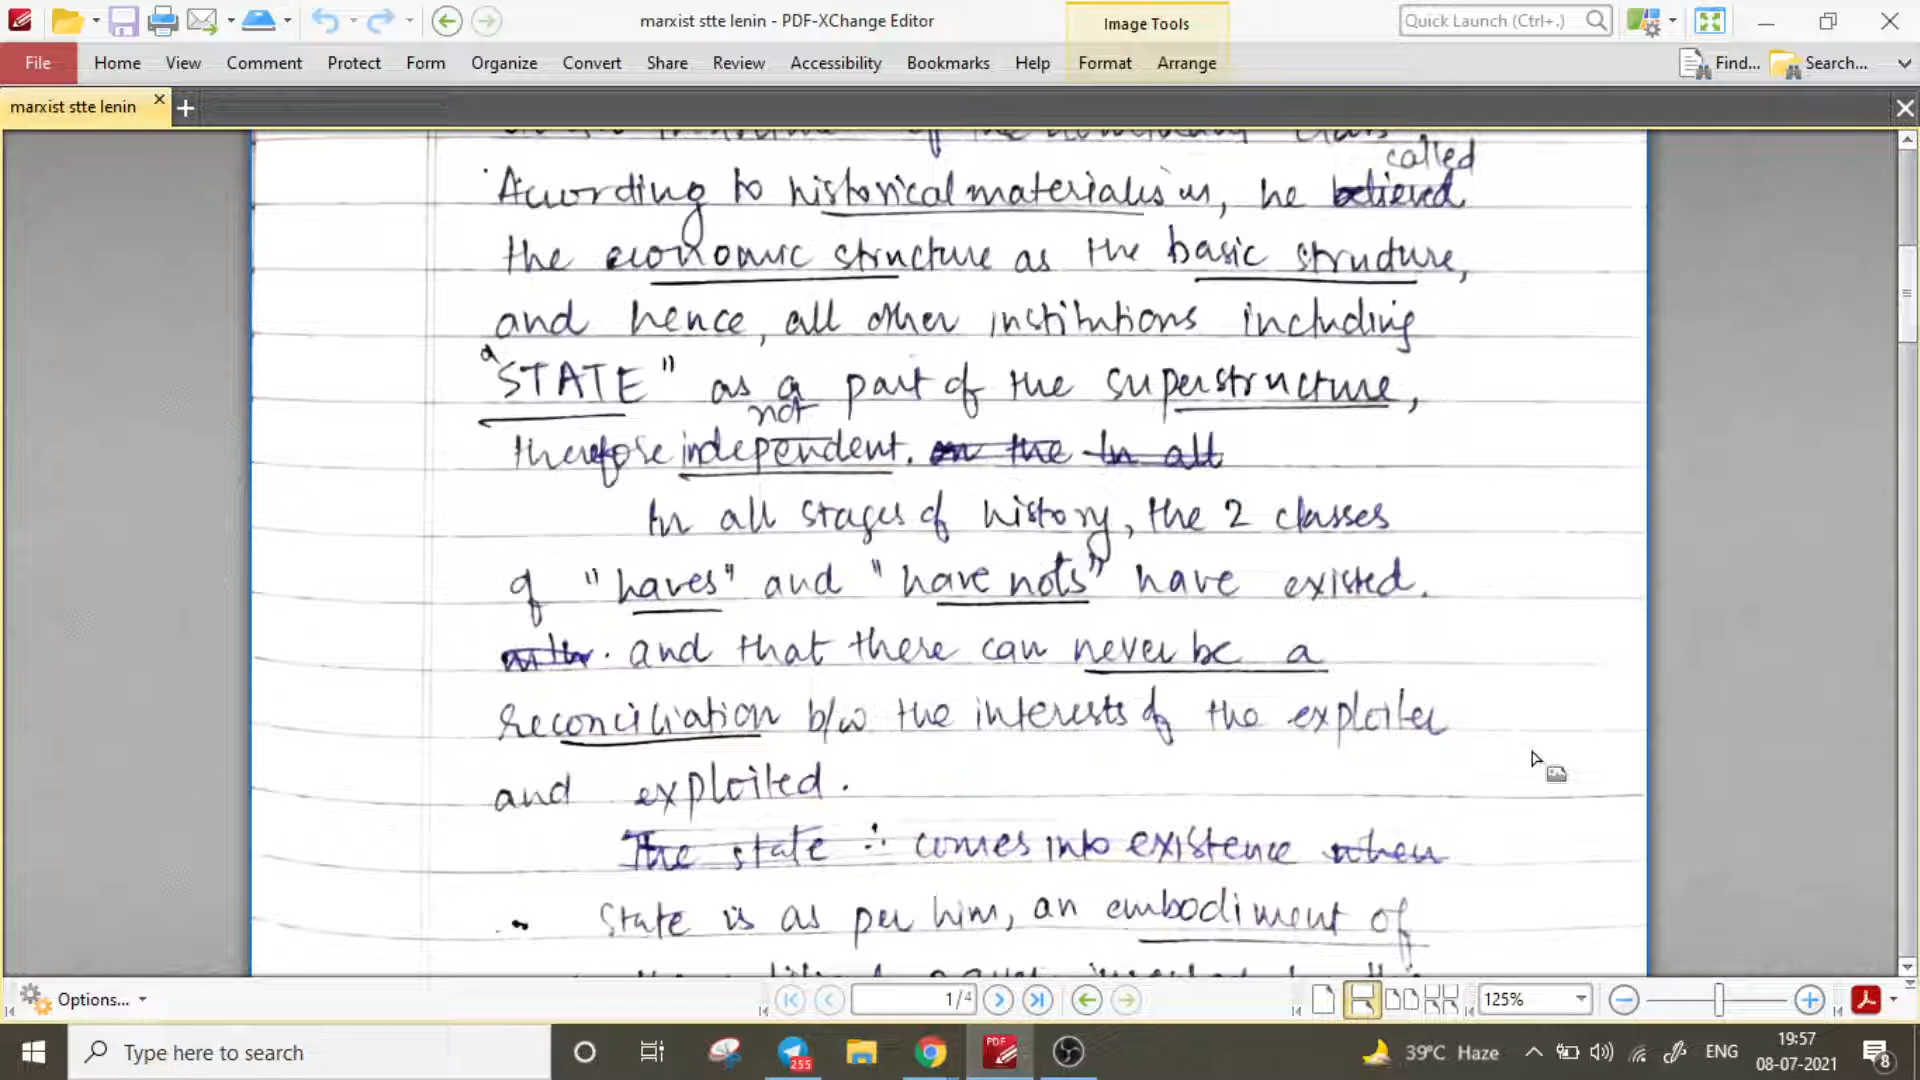 marxist stte lenin - PDF-XChange Editor
Image Tools
Quick Launch (Ctrl+.)
File Home View Comment Protect Form Organize Convert Share Review Accessibility Bookmarks Help Format Arrange
Find... Search...
marxist stte lenin
called
According to historical materialism, he believed
the economic structure as the basic structure,
and hence, all other institutions including
"STATE" as a part of the superstructure,
not
therefore independent. on the In all
In all stages of history, the 2 classes
of "haves" and "have nots" have existed.
and that there can never be a
reconciliation b/w the interests of the exploiter
and exploited.
The state ∴ comes into existence when
State is as per him, an embodiment of
Options...
1/4
125%
Type here to search
255
PDF
39°C Haze
ENG
19:57
08-07-2021
8